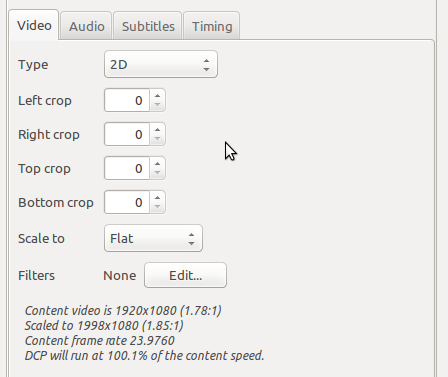 Video Audio Subtitles Timing
Type 2D
Left crop 0
Right crop 0
Top crop 0
Bottom crop 0
Scale to Flat
Filters None Edit...
Content video is 1920x1080 (1.78:1)
Scaled to 1998x1080 (1.85:1)
Content frame rate 23.9760
DCP will run at 100.1% of the content speed.